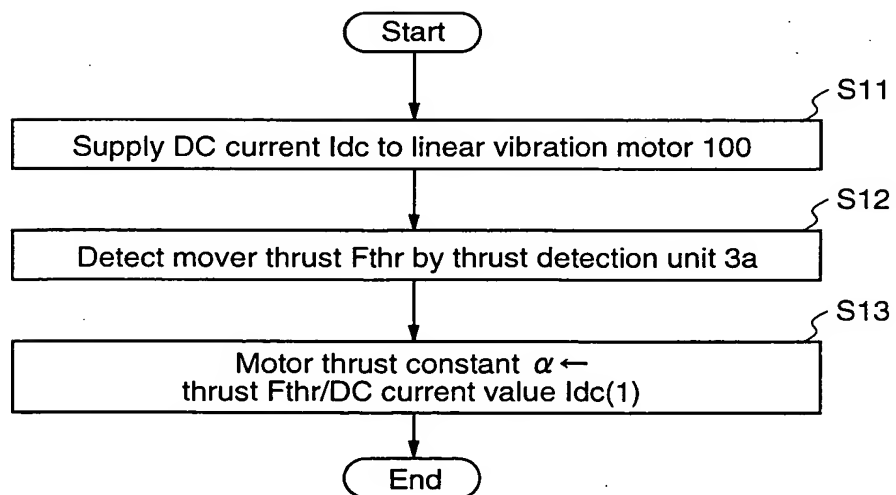 Start
S11
Supply DC current Idc to linear vibration motor 100
S12
Detect mover thrust Fthr by thrust detection unit 3a
S13
Motor thrust constant α ←
thrust Fthr/DC current value Idc(1)
End